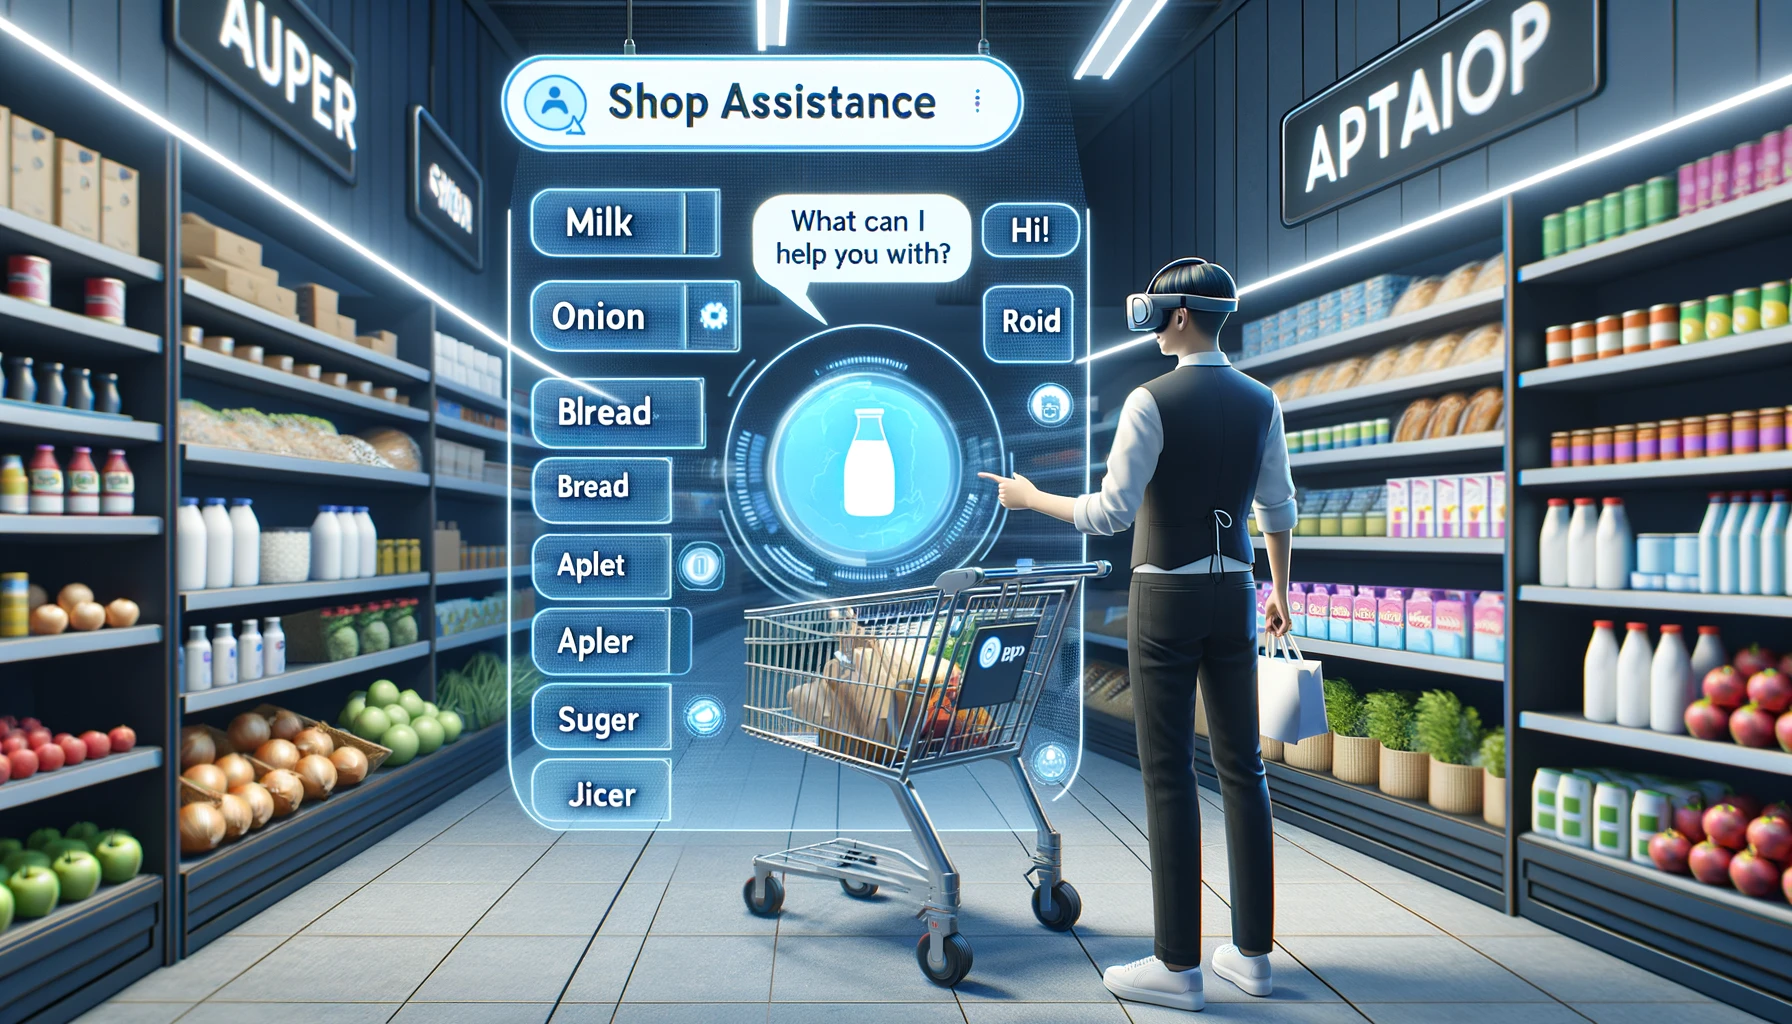 AUPER
APTAIOP
Shop Assistance
Milk
What can I
help you with?
Hi!
Onion
Roid
Blread
Bread
Aplet
Apler
Suger
Jicer